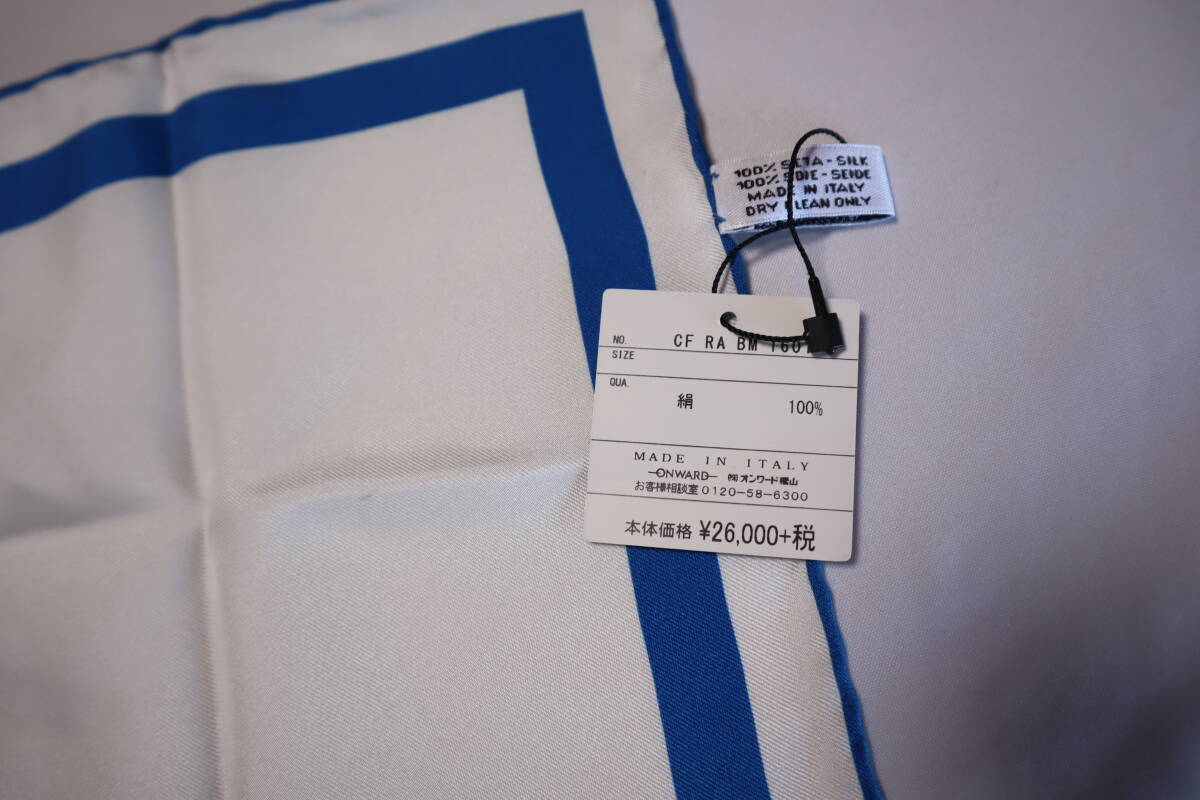 100% SETA - SILK
100% SOIE - SEIDE
MADE IN ITALY
DRY CLEAN ONLY
NO. CF RA BM
SIZE
QUA.
絹 100%
MADE IN ITALY
ONWARD ㈱オンワード樫山
お客様相談室 0120-58-6300
本体価格 ¥26,000+税